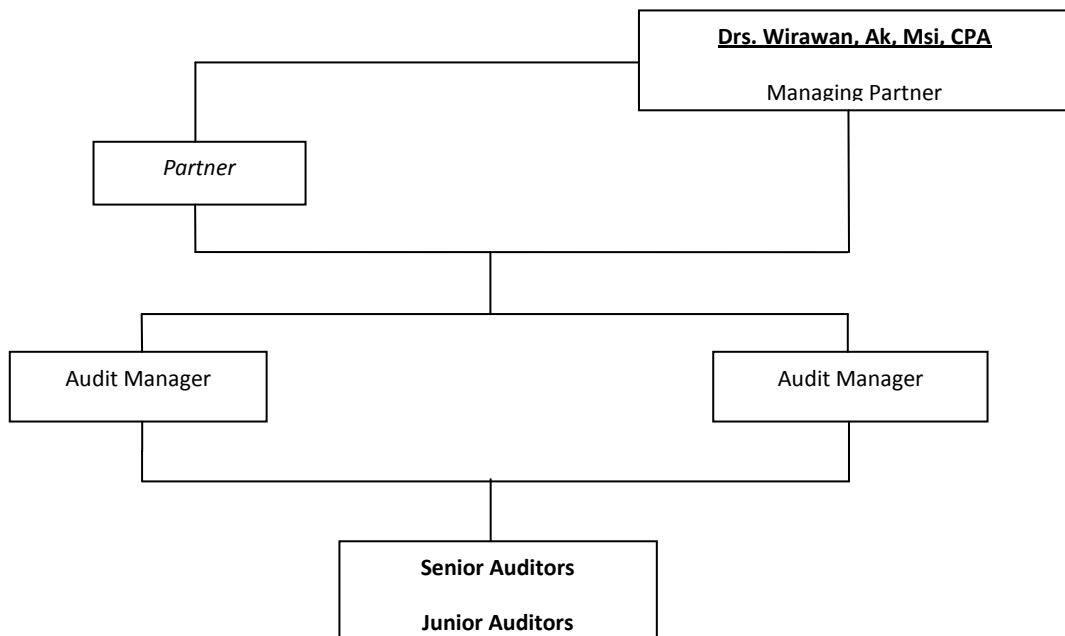 Drs. Wirawan, Ak, Msi, CPA
Managing Partner
Partner
Audit Manager
Audit Manager
Senior Auditors
Junior Auditors